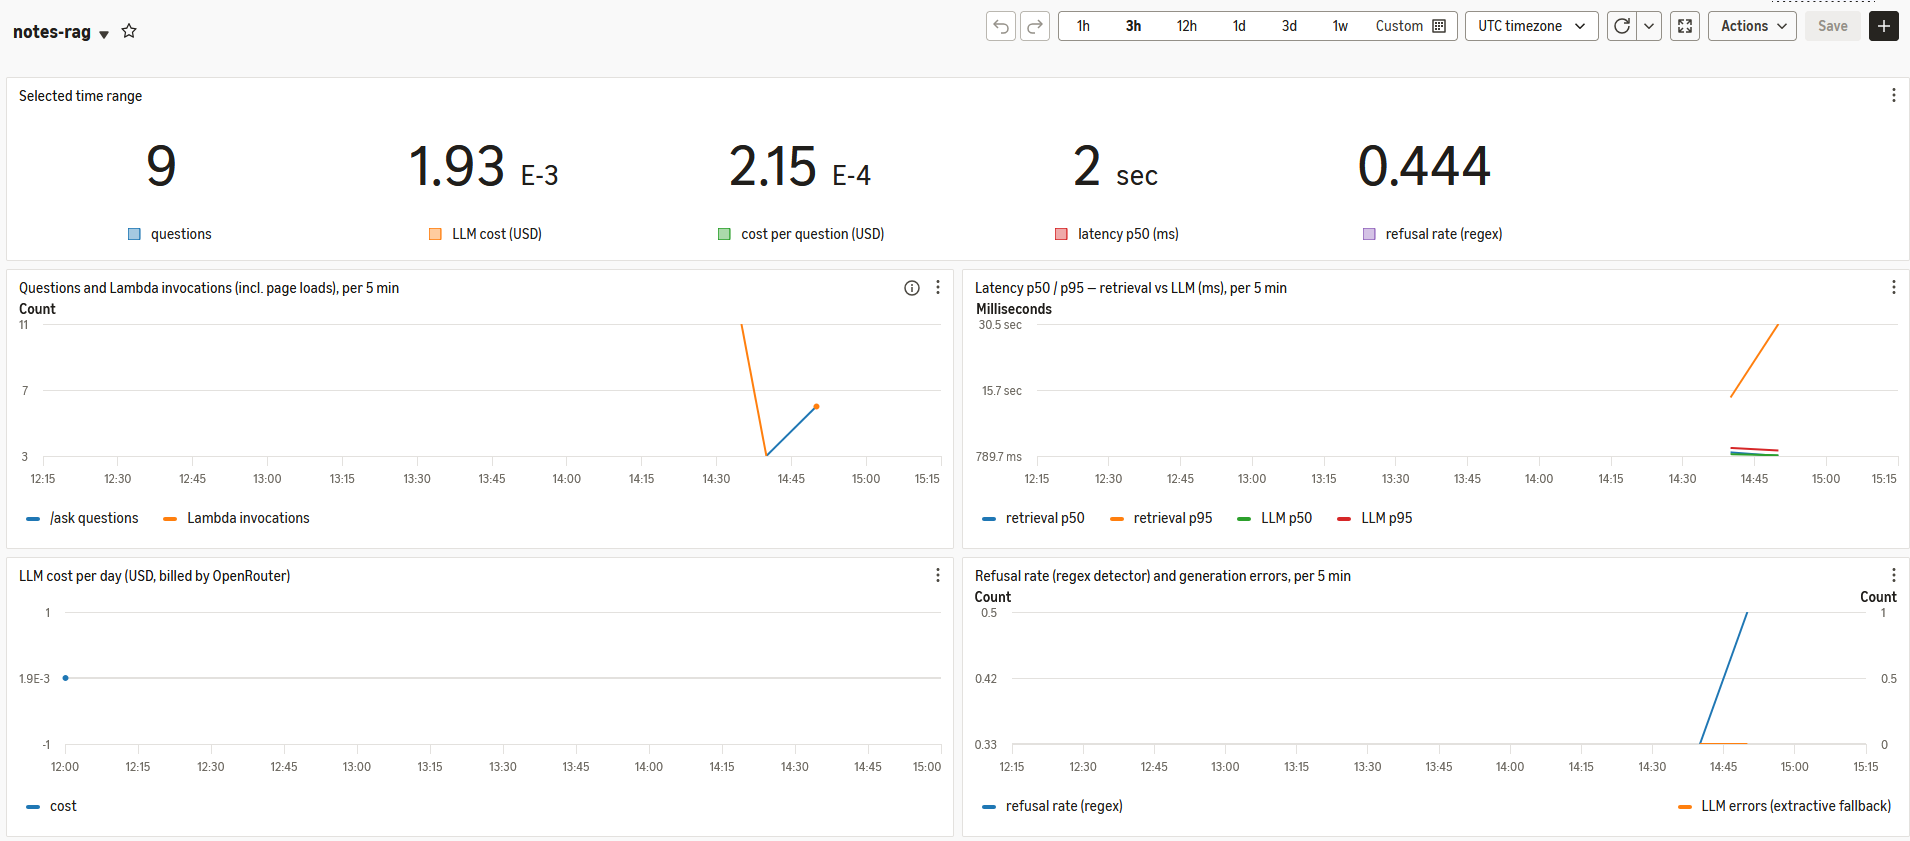 notes-rag
1h 3h 12h 1d 3d 1w Custom UTC timezone Actions Save
Selected time range
9 1.93 E-3 2.15 E-4 2 sec 0.444
questions LLM cost (USD) cost per question (USD) latency p50 (ms) refusal rate (regex)
Questions and Lambda invocations (incl. page loads), per 5 min
Count
11
7
3
12:15 12:30 12:45 13:00 13:15 13:30 13:45 14:00 14:15 14:30 14:45 15:00 15:15
/ask questions Lambda invocations
Latency p50 / p95 – retrieval vs LLM (ms), per 5 min
Milliseconds
30.5 sec
15.7 sec
789.7 ms
12:15 12:30 12:45 13:00 13:15 13:30 13:45 14:00 14:15 14:30 14:45 15:00 15:15
retrieval p50 retrieval p95 LLM p50 LLM p95
LLM cost per day (USD, billed by OpenRouter)
1
1.9E-3
-1
12:00 12:15 12:30 12:45 13:00 13:15 13:30 13:45 14:00 14:15 14:30 14:45 15:00
cost
Refusal rate (regex detector) and generation errors, per 5 min
Count Count
0.5 1
0.42 0.5
0.33 0
12:15 12:30 12:45 13:00 13:15 13:30 13:45 14:00 14:15 14:30 14:45 15:00 15:15
refusal rate (regex) LLM errors (extractive fallback)